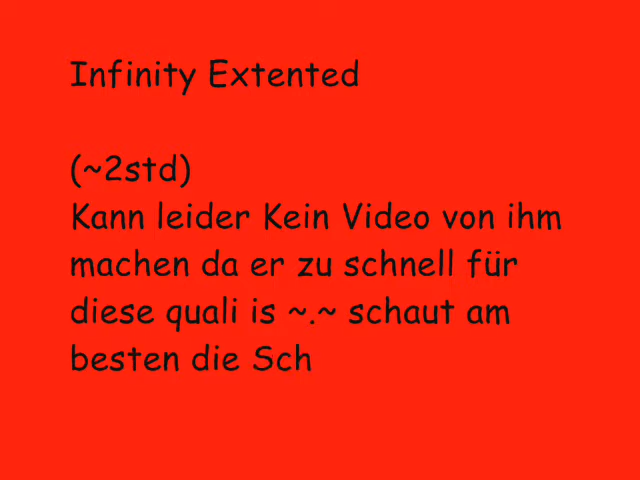 Infinity Extented
(~2std)
Kann leider Kein Video von ihm
machen da er zu schnell für
diese quali is ~.~ schaut am
besten die Sch